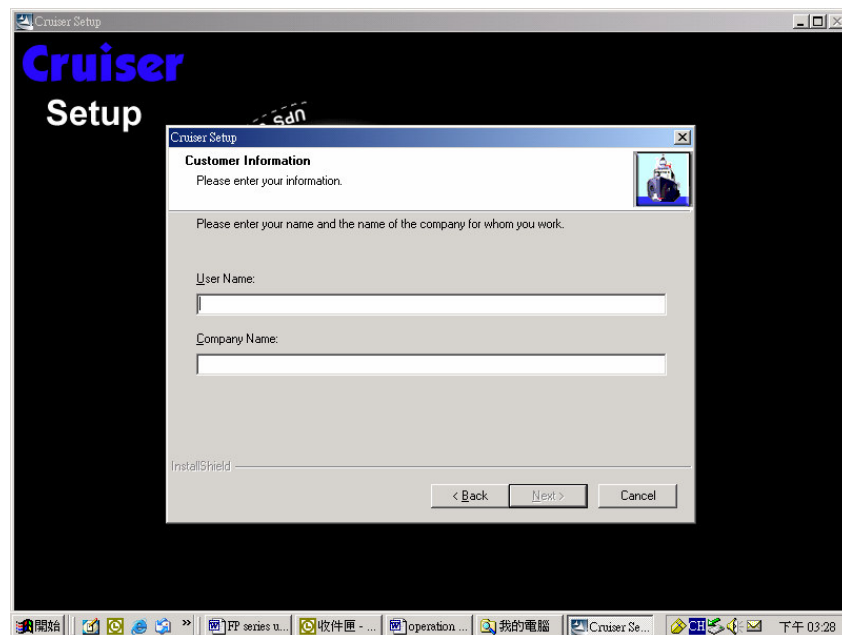 Cruiser Setup
Cruiser
Setup
UPS
Cruiser Setup
Customer Information
Please enter your information.
Please enter your name and the name of the company for whom you work.
User Name:
Company Name:
InstallShield
< Back
Next >
Cancel
開始
»
FP series u...
收件匣 - ...
operation ...
我的電腦
Cruiser Se...
CH
下午 03:28